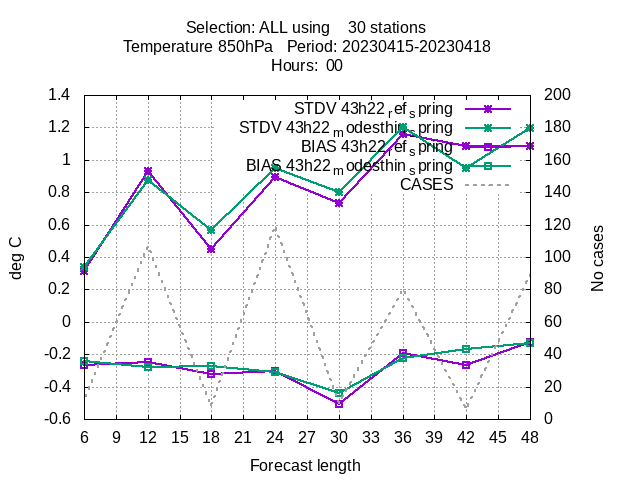 Selection: ALL using    30 stations
Temperature 850hPa   Period: 20230415-20230418
Hours:  00
STDV 43h22_ref_spring
STDV 43h22_modesthin_spring
BIAS 43h22_ref_spring
BIAS 43h22_modesthin_spring
CASES
1.4
1.2
1
0.8
0.6
0.4
0.2
0
-0.2
-0.4
-0.6
deg C
200
180
160
140
120
100
80
60
40
20
0
No cases
6 9 12 15 18 21 24 27 30 33 36 39 42 45 48
Forecast length